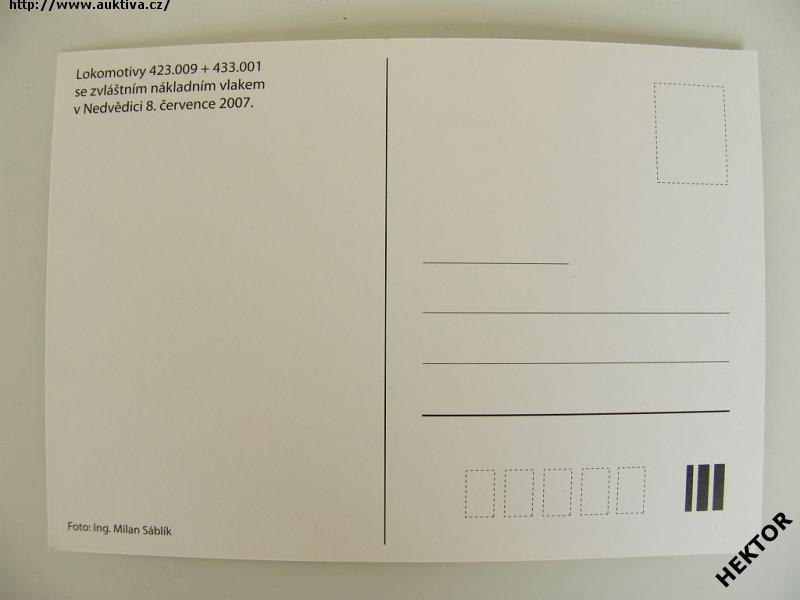 http://www.auktiva.cz/
Lokomotivy 423.009 + 433.001
se zvláštním nákladním vlakem
v Nedvědici 8. července 2007.
Foto: Ing. Milan Sáblík
HEKTOR